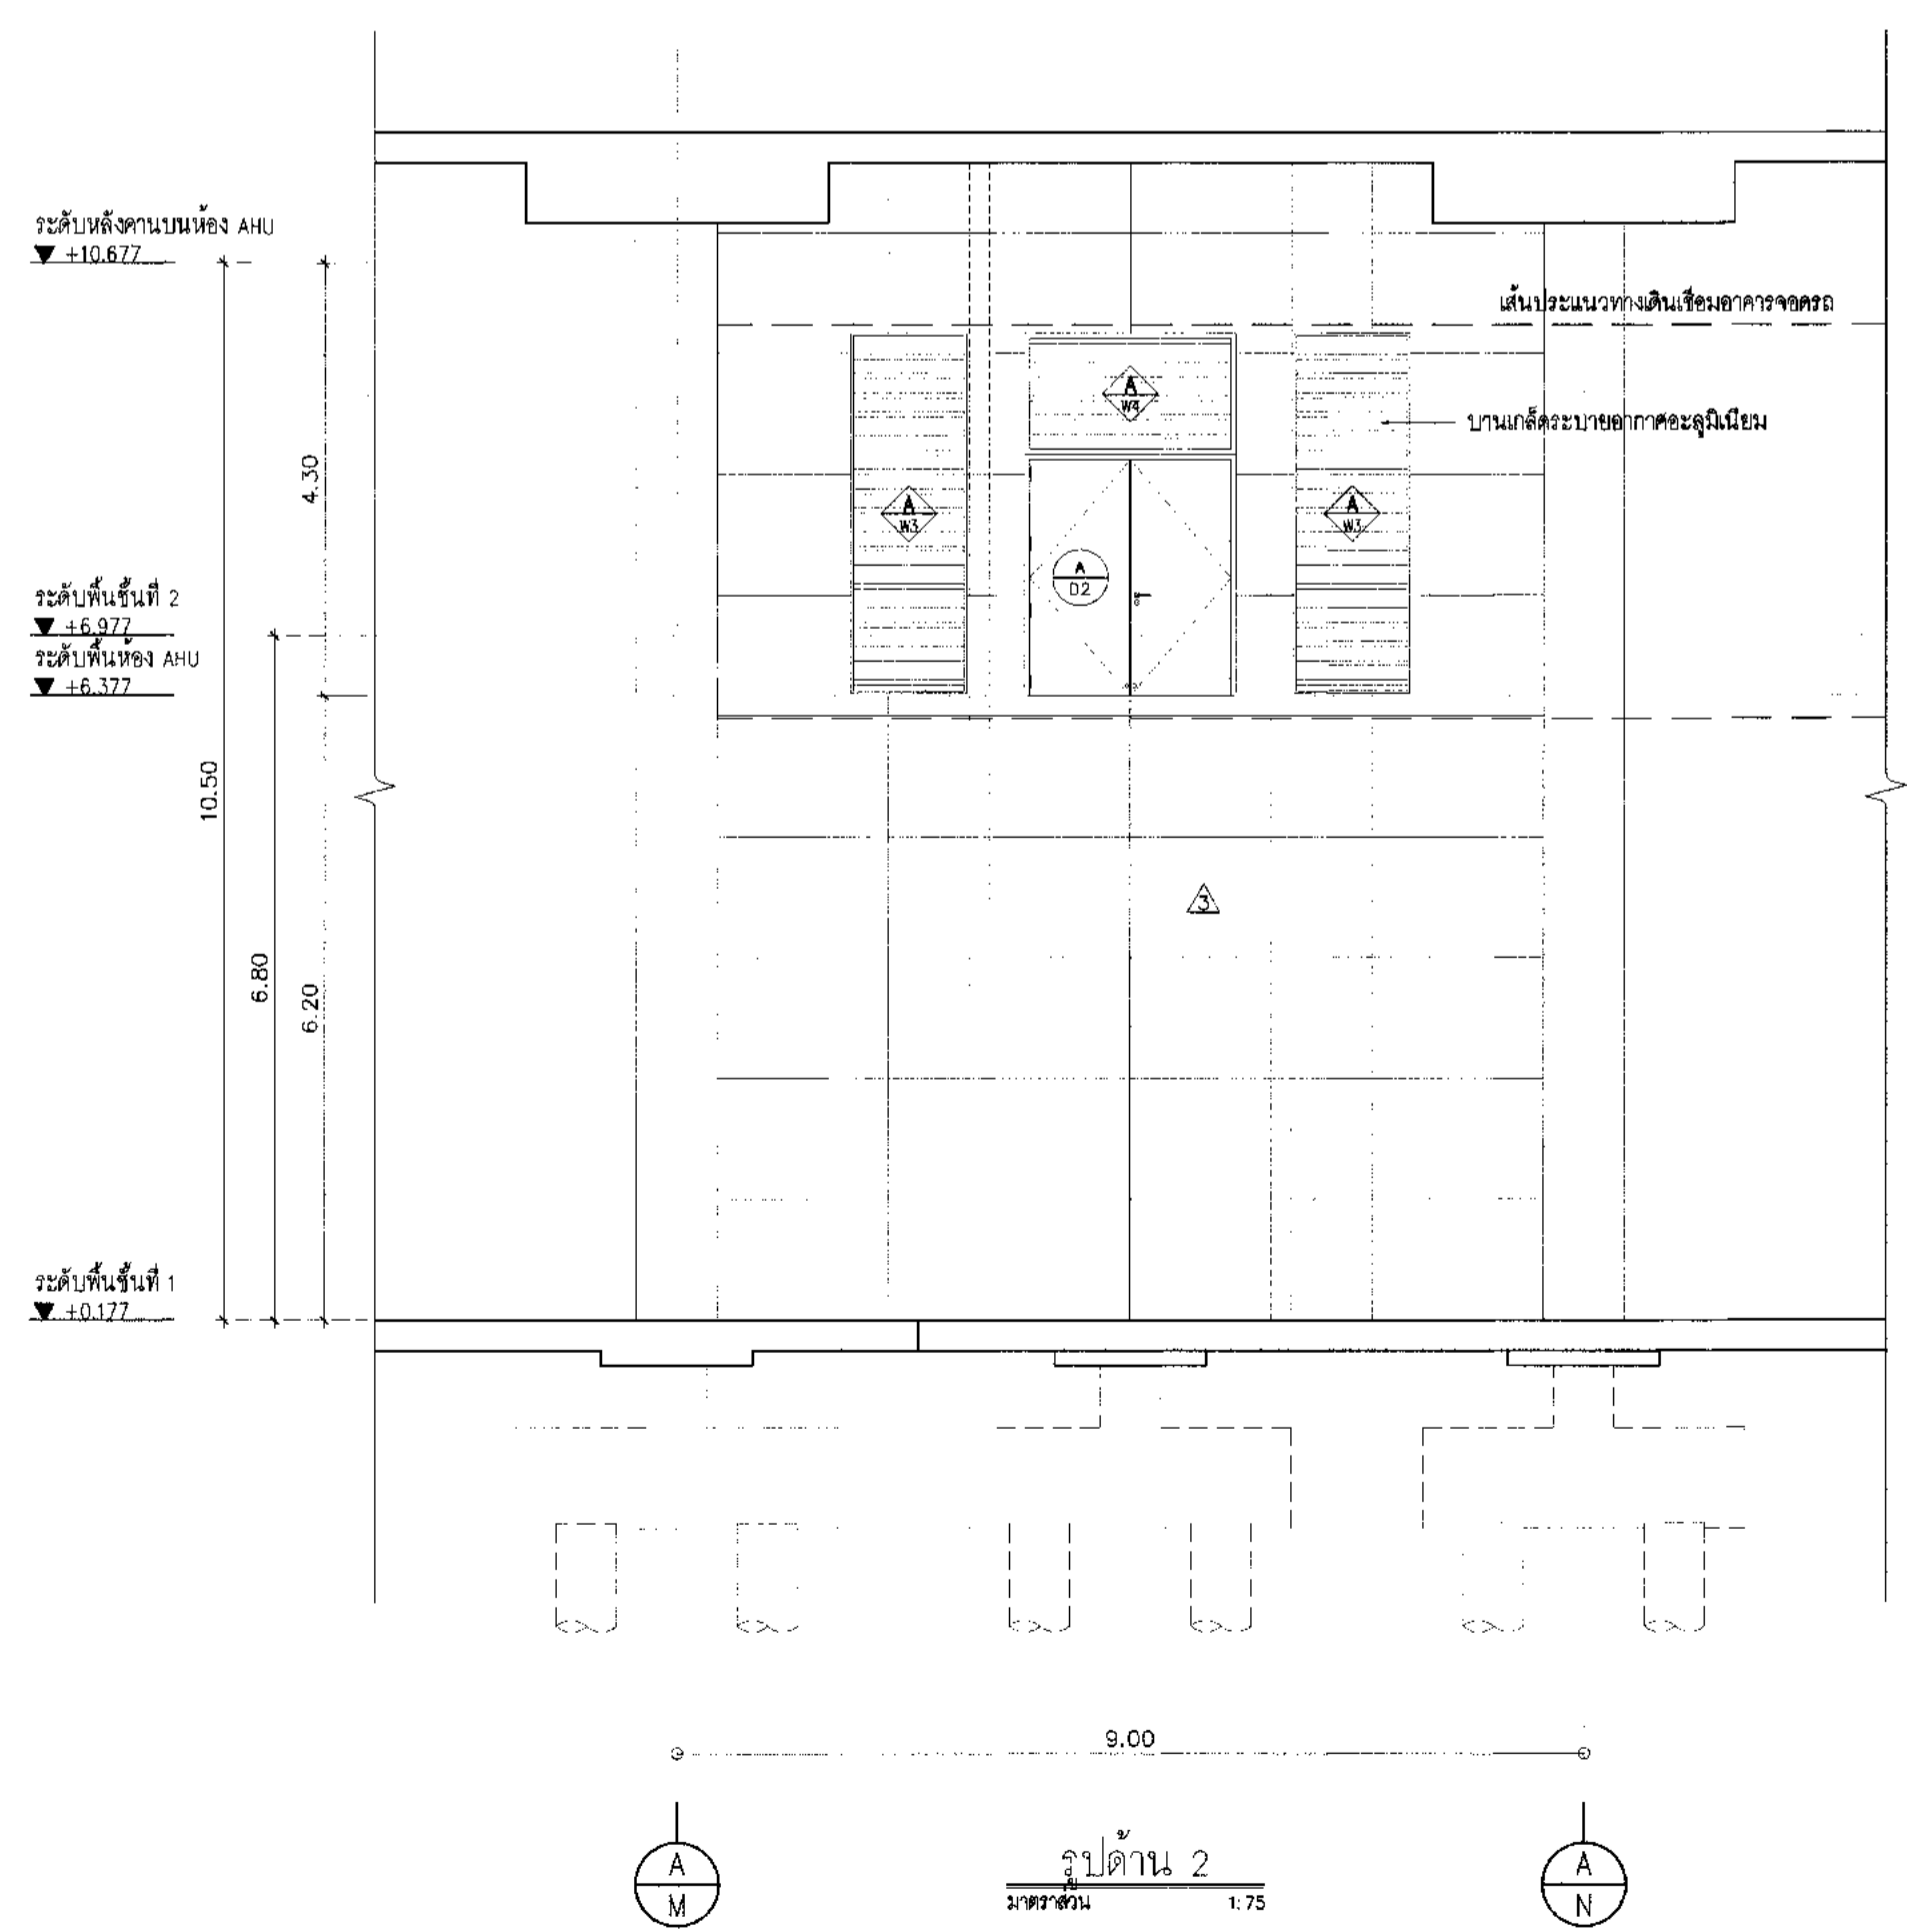 ระดับหลังคานบนห้อง AHU
+10.677
เส้นประแนวทางเดินเชื่อมอาคารจอดรถ
A
W4
บานเกล็ดระบายอากาศอะลูมิเนียม
4.30
A
W3
A
W3
A
D2
ระดับพื้นชั้นที่ 2
+6.977
ระดับพื้นห้อง AHU
+6.377
10.50
3
6.80
6.20
ระดับพื้นชั้นที่ 1
+0.177
9.00
A
M
รูปด้าน 2
มาตราส่วน 1:75
A
N